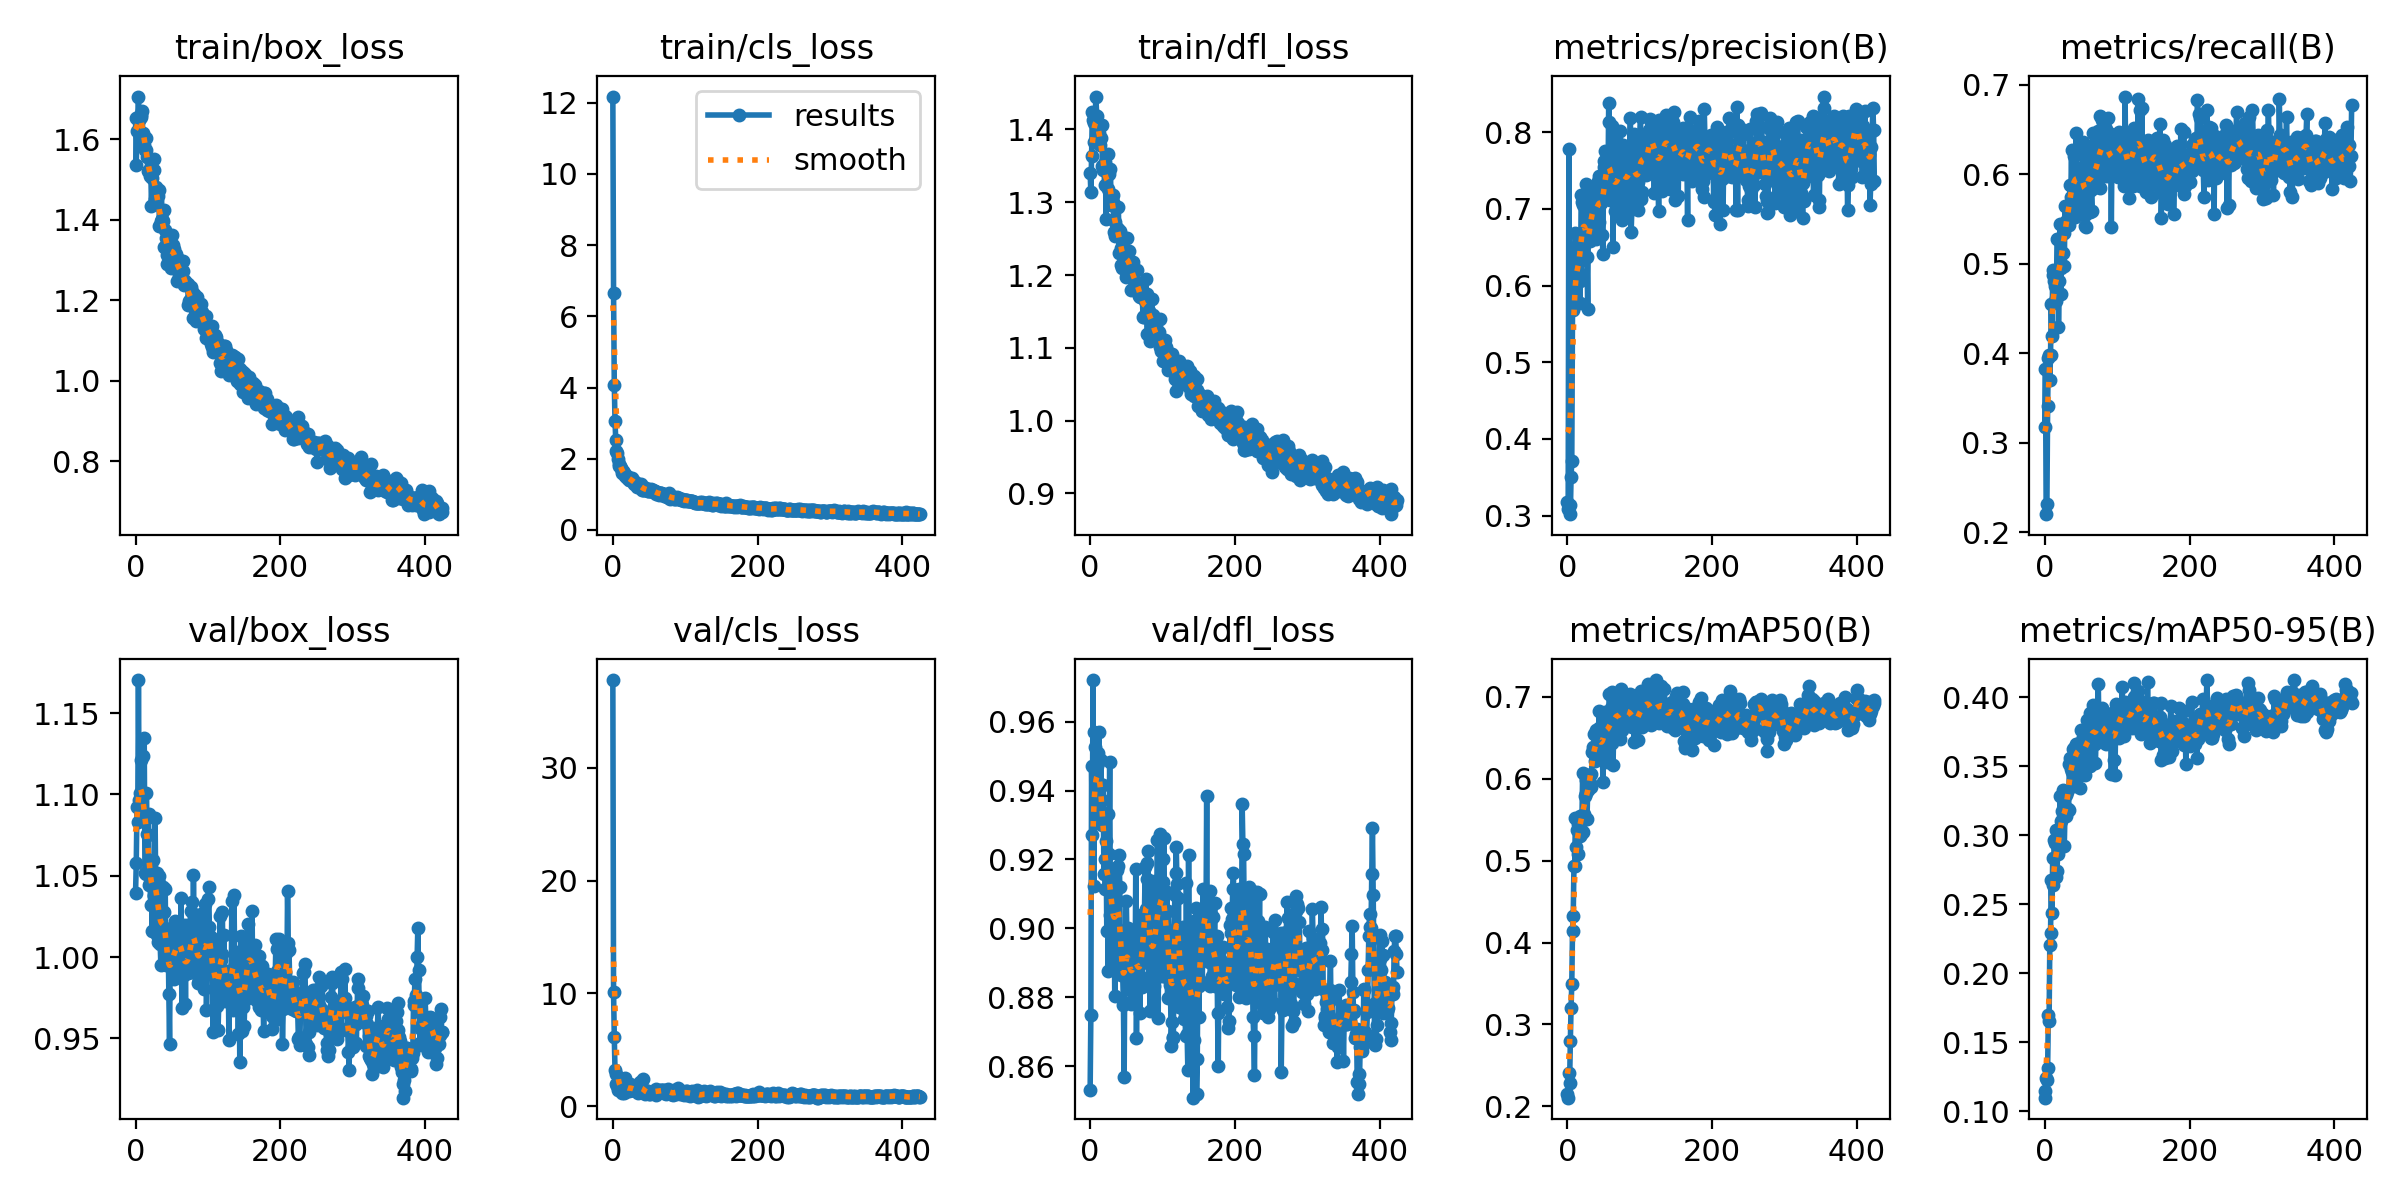 train/box_loss
1.6
1.4
1.2
1.0
0.8
0 200 400
train/cls_loss
results
smooth
12
10
8
6
4
2
0
0 200 400
train/dfl_loss
1.4
1.3
1.2
1.1
1.0
0.9
0 200 400
metrics/precision(B)
0.8
0.7
0.6
0.5
0.4
0.3
0 200 400
metrics/recall(B)
0.7
0.6
0.5
0.4
0.3
0.2
0 200 400
val/box_loss
1.15
1.10
1.05
1.00
0.95
0 200 400
val/cls_loss
30
20
10
0
0 200 400
val/dfl_loss
0.96
0.94
0.92
0.90
0.88
0.86
0 200 400
metrics/mAP50(B)
0.7
0.6
0.5
0.4
0.3
0.2
0 200 400
metrics/mAP50-95(B)
0.40
0.35
0.30
0.25
0.20
0.15
0.10
0 200 400